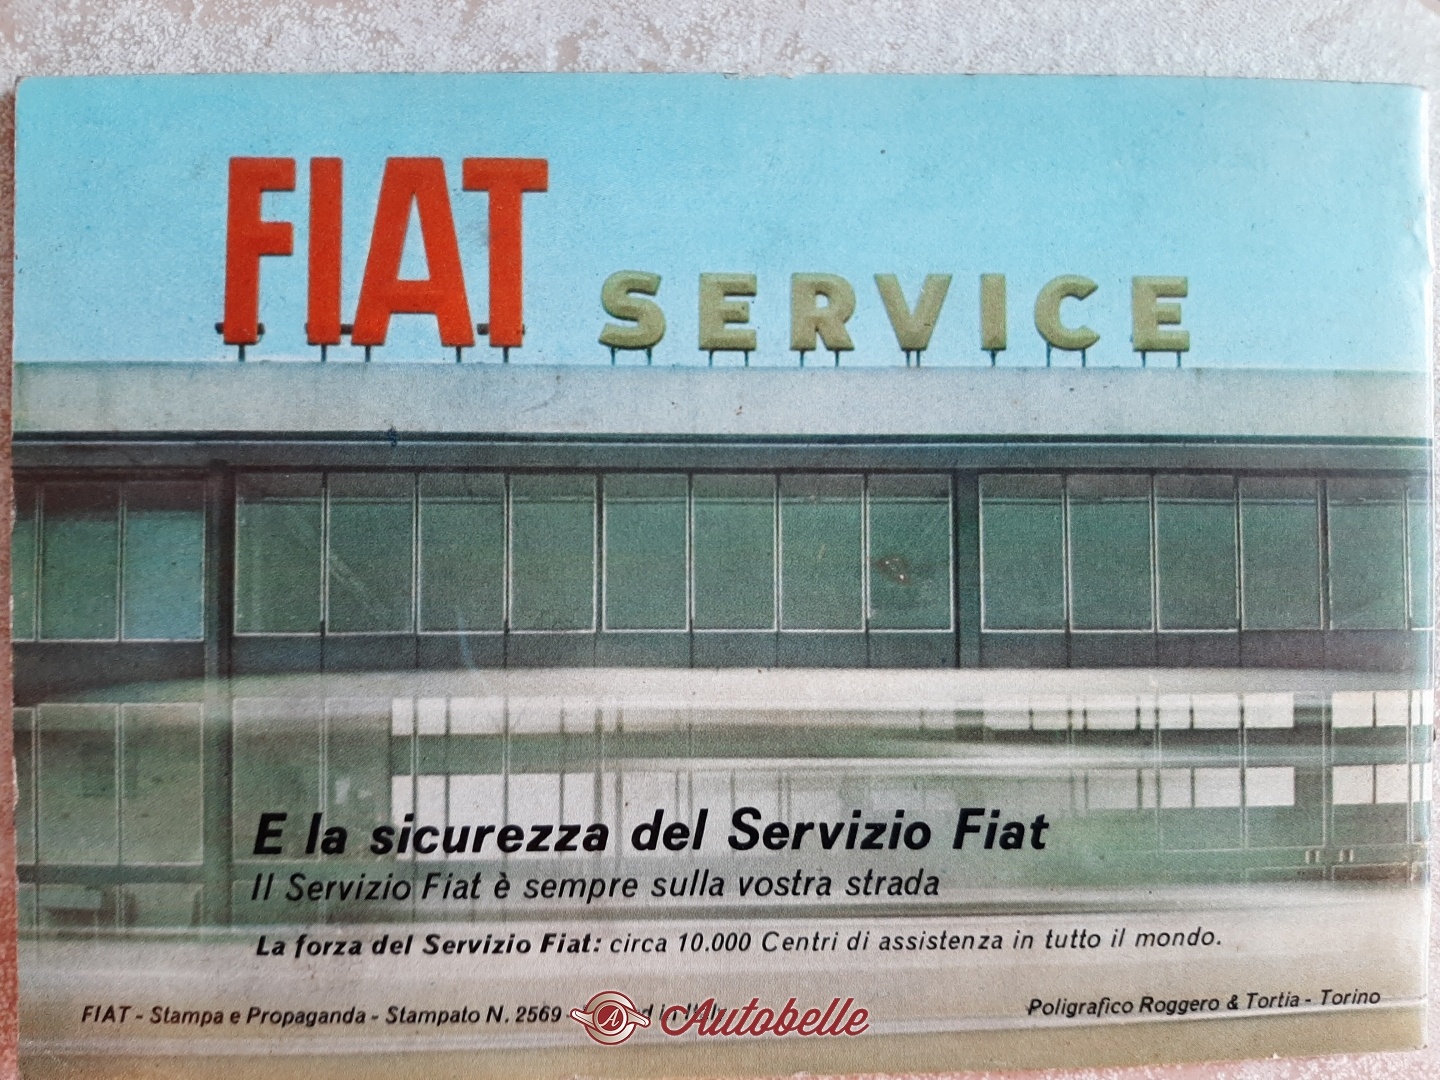 FIAT SERVICE
E la sicurezza del Servizio Fiat
Il Servizio Fiat è sempre sulla vostra strada
La forza del Servizio Fiat: circa 10.000 Centri di assistenza in tutto il mondo.
FIAT - Stampa e Propaganda - Stampato N. 2569 -
Autobelle
Poligrafico Roggero & Tortia - Torino